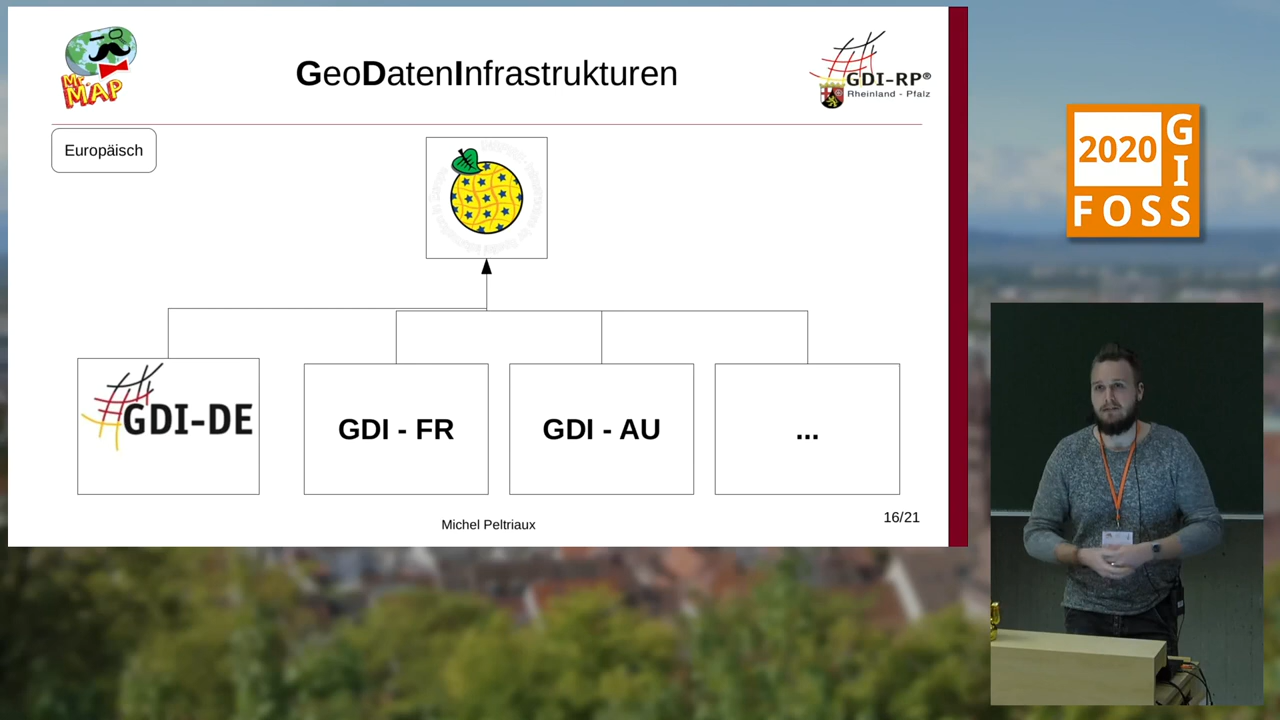 Mr.
MAP
GeoDatenInfrastrukturen
GDI-RP®
Rheinland - Pfalz
Europäisch
GDI-DE
GDI - FR
GDI - AU
...
Michel Peltriaux
16/21
2020
GIS
FOSS